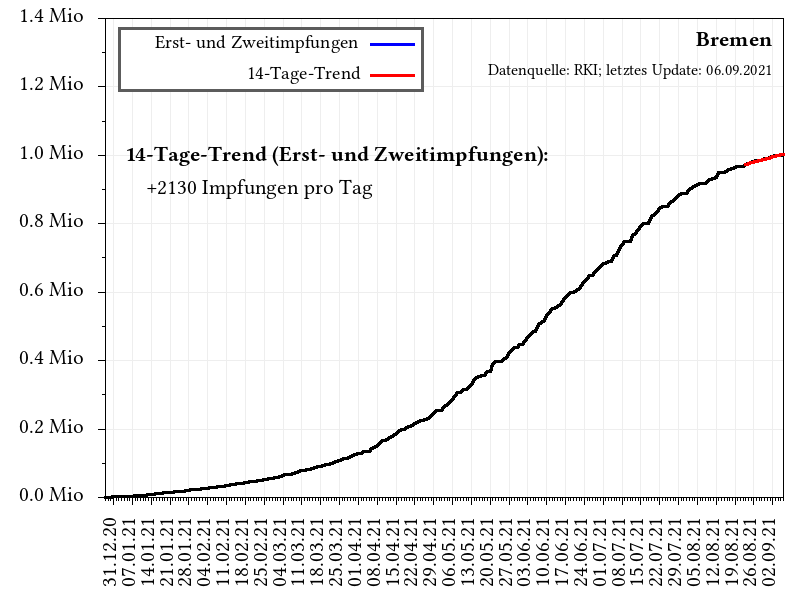 1.4 Mio
1.2 Mio
1.0 Mio
0.8 Mio
0.6 Mio
0.4 Mio
0.2 Mio
0.0 Mio
Erst- und Zweitimpfungen
14-Tage-Trend
Bremen
Datenquelle: RKI; letztes Update: 06.09.2021
14-Tage-Trend (Erst- und Zweitimpfungen):
+2130 Impfungen pro Tag
31.12.20
07.01.21
14.01.21
21.01.21
28.01.21
04.02.21
11.02.21
18.02.21
25.02.21
04.03.21
11.03.21
18.03.21
25.03.21
01.04.21
08.04.21
15.04.21
22.04.21
29.04.21
06.05.21
13.05.21
20.05.21
27.05.21
03.06.21
10.06.21
17.06.21
24.06.21
01.07.21
08.07.21
15.07.21
22.07.21
29.07.21
05.08.21
12.08.21
19.08.21
26.08.21
02.09.21